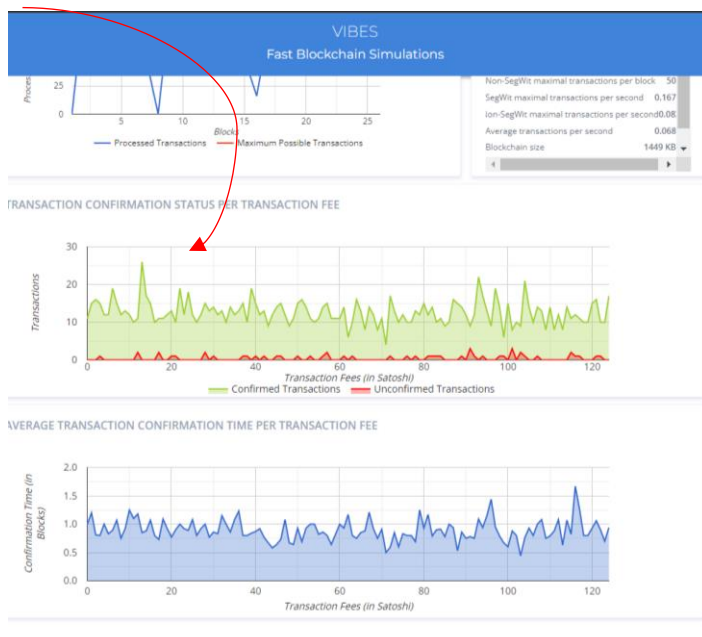 VIBES
Fast Blockchain Simulations
Proces
25
0
5 10 15 20 25
Blocks
Processed Transactions Maximum Possible Transactions
Non-SegWit maximal transactions per block 50
SegWit maximal transactions per second 0.167
ion-SegWit maximal transactions per second0.08
Average transactions per second 0.068
Blockchain size 1449 KB
TRANSACTION CONFIRMATION STATUS PER TRANSACTION FEE
Transactions
30
20
10
0
0 20 40 60 80 100 120
Transaction Fees (in Satoshi)
Confirmed Transactions Unconfirmed Transactions
AVERAGE TRANSACTION CONFIRMATION TIME PER TRANSACTION FEE
Confirmation Time (in
Blocks)
2.0
1.5
1.0
0.5
0.0
0 20 40 60 80 100 120
Transaction Fees (in Satoshi)